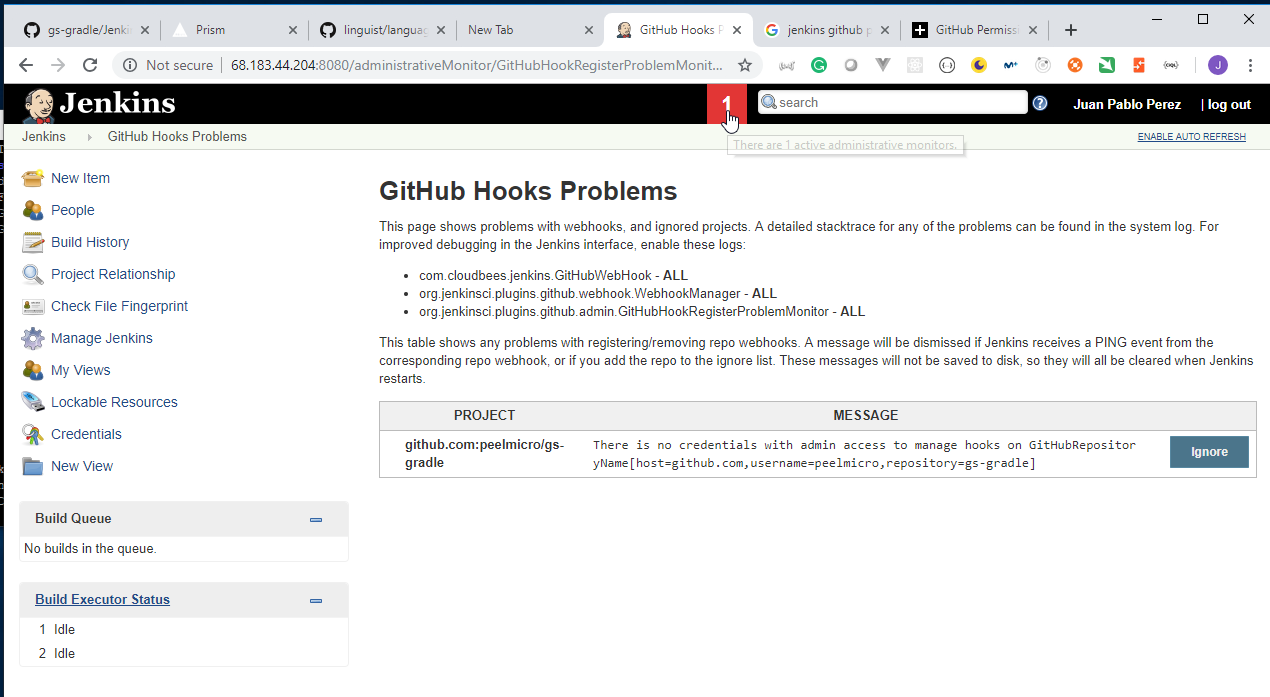 gs-gradle/Jenki
Prism
linguist/languag
New Tab
GitHub Hooks P
jenkins github p
GitHub Permiss
Not secure
68.183.44.204:8080/administrativeMonitor/GitHubHookRegisterProblemMonit...
Jenkins
1
search
Juan Pablo Perez
| log out
Jenkins
GitHub Hooks Problems
ENABLE AUTO REFRESH
There are 1 active administrative monitors.
New Item
People
Build History
Project Relationship
Check File Fingerprint
Manage Jenkins
My Views
Lockable Resources
Credentials
New View
Build Queue
No builds in the queue.
Build Executor Status
1 Idle
2 Idle
GitHub Hooks Problems
This page shows problems with webhooks, and ignored projects. A detailed stacktrace for any of the problems can be found in the system log. For
improved debugging in the Jenkins interface, enable these logs:
com.cloudbees.jenkins.GitHubWebHook - ALL
org.jenkinsci.plugins.github.webhook.WebhookManager - ALL
org.jenkinsci.plugins.github.admin.GitHubHookRegisterProblemMonitor - ALL
This table shows any problems with registering/removing repo webhooks. A message will be dismissed if Jenkins receives a PING event from the
corresponding repo webhook, or if you add the repo to the ignore list. These messages will not be saved to disk, so they will all be cleared when Jenkins
restarts.
PROJECT
MESSAGE
github.com:peelmicro/gs-
gradle
There is no credentials with admin access to manage hooks on GitHubRepositor
yName[host=github.com,username=peelmicro,repository=gs-gradle]
Ignore